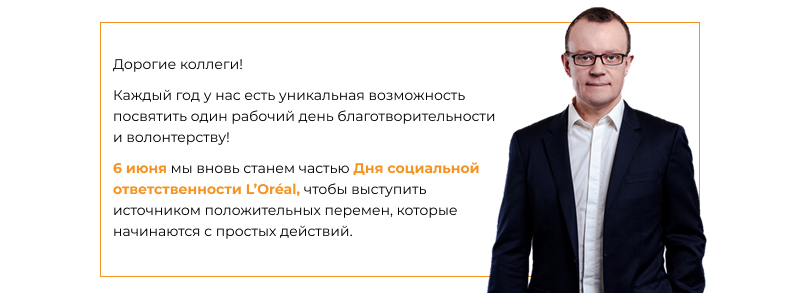 Дорогие коллеги!
Каждый год у нас есть уникальная возможность
посвятить один рабочий день благотворительности
и волонтерству!
6 июня мы вновь станем частью Дня социальной
ответственности L’Oréal, чтобы выступить
источником положительных перемен, которые
начинаются с простых действий.